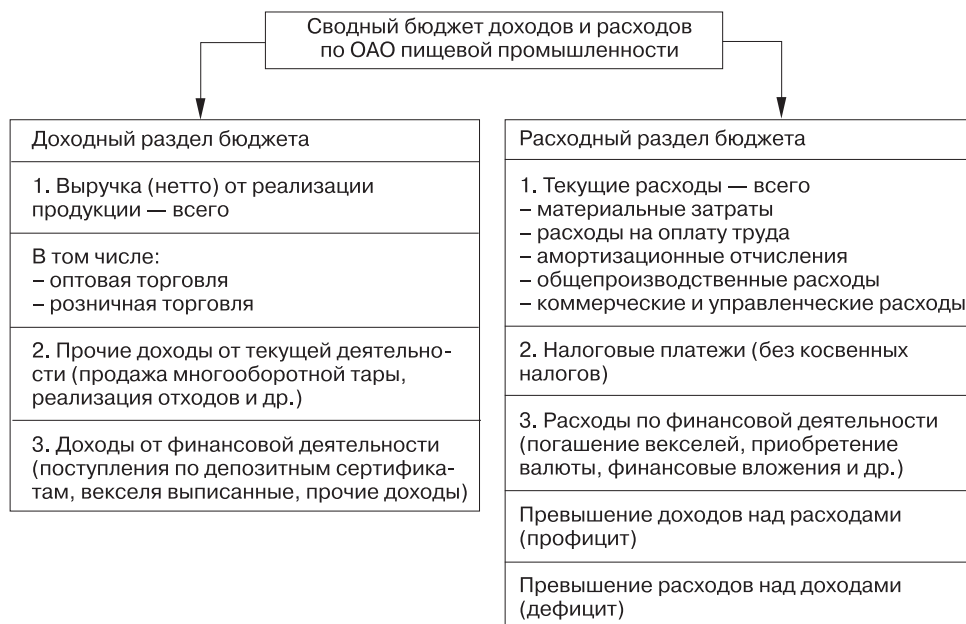 Сводный бюджет доходов и расходов
по ОАО пищевой промышленности
Доходный раздел бюджета
1. Выручка (нетто) от реализации
продукции — всего
В том числе:
– оптовая торговля
– розничная торговля
2. Прочие доходы от текущей деятельно-
сти (продажа многооборотной тары,
реализация отходов и др.)
3. Доходы от финансовой деятельности
(поступления по депозитным сертифика-
там, векселя выписанные, прочие доходы)
Расходный раздел бюджета
1. Текущие расходы — всего
– материальные затраты
– расходы на оплату труда
– амортизационные отчисления
– общепроизводственные расходы
– коммерческие и управленческие расходы
2. Налоговые платежи (без косвенных
налогов)
3. Расходы по финансовой деятельности
(погашение векселей, приобретение
валюты, финансовые вложения и др.)
Превышение доходов над расходами
(профицит)
Превышение расходов над доходами
(дефицит)